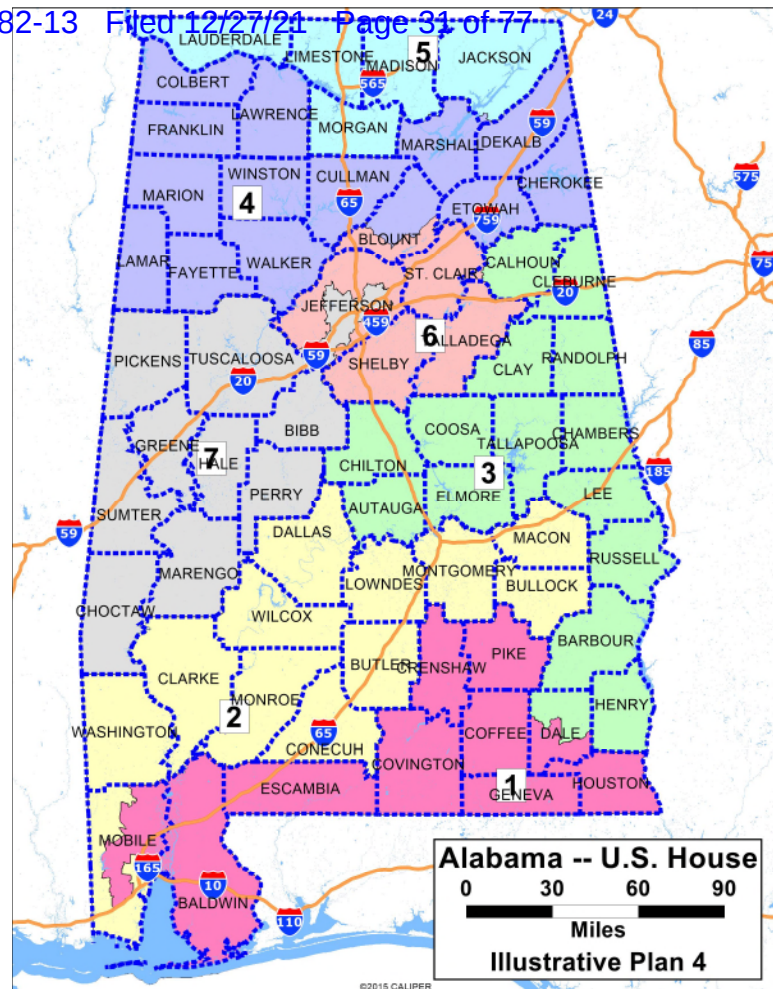 82-13 Filed 12/27/21 Page 31 of 77
24
LAUDERDALE
LIMESTONE
5
MADISON
JACKSON
565
COLBERT
LAWRENCE
FRANKLIN
MORGAN
59
MARSHALL
DEKALB
WINSTON
CULLMAN
575
MARION
4
65
CHEROKEE
ETOWAH
759
BLOUNT
LAMAR
FAYETTE
WALKER
ST. CLAIR
CALHOUN
75
CLEBURNE
20
JEFFERSON
459
6
TALLADEGA
85
PICKENS
TUSCALOOSA
59
SHELBY
CLAY
RANDOLPH
20
BIBB
COOSA
CHAMBERS
TALLAPOOSA
GREENE
HALE
7
CHILTON
3
185
PERRY
ELMORE
LEE
SUMTER
AUTAUGA
59
DALLAS
MACON
RUSSELL
MARENGO
LOWNDES
MONTGOMERY
BULLOCK
CHOCTAW
WILCOX
BARBOUR
PIKE
BUTLER
CRENSHAW
CLARKE
MONROE
HENRY
2
WASHINGTON
65
COFFEE
DALE
CONECUH
COVINGTON
ESCAMBIA
1
HOUSTON
GENEVA
MOBILE
165
10
BALDWIN
110
Alabama -- U.S. House
0 30 60 90
Miles
Illustrative Plan 4
©2015 CALIPER